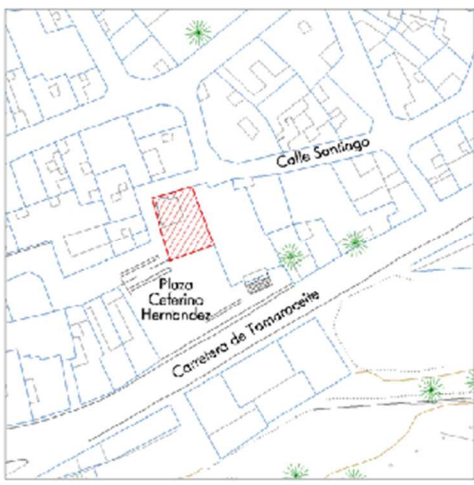 Calle Santiago
Plaza
Ceferino
Hernandez
Carretera de Tamaraceite